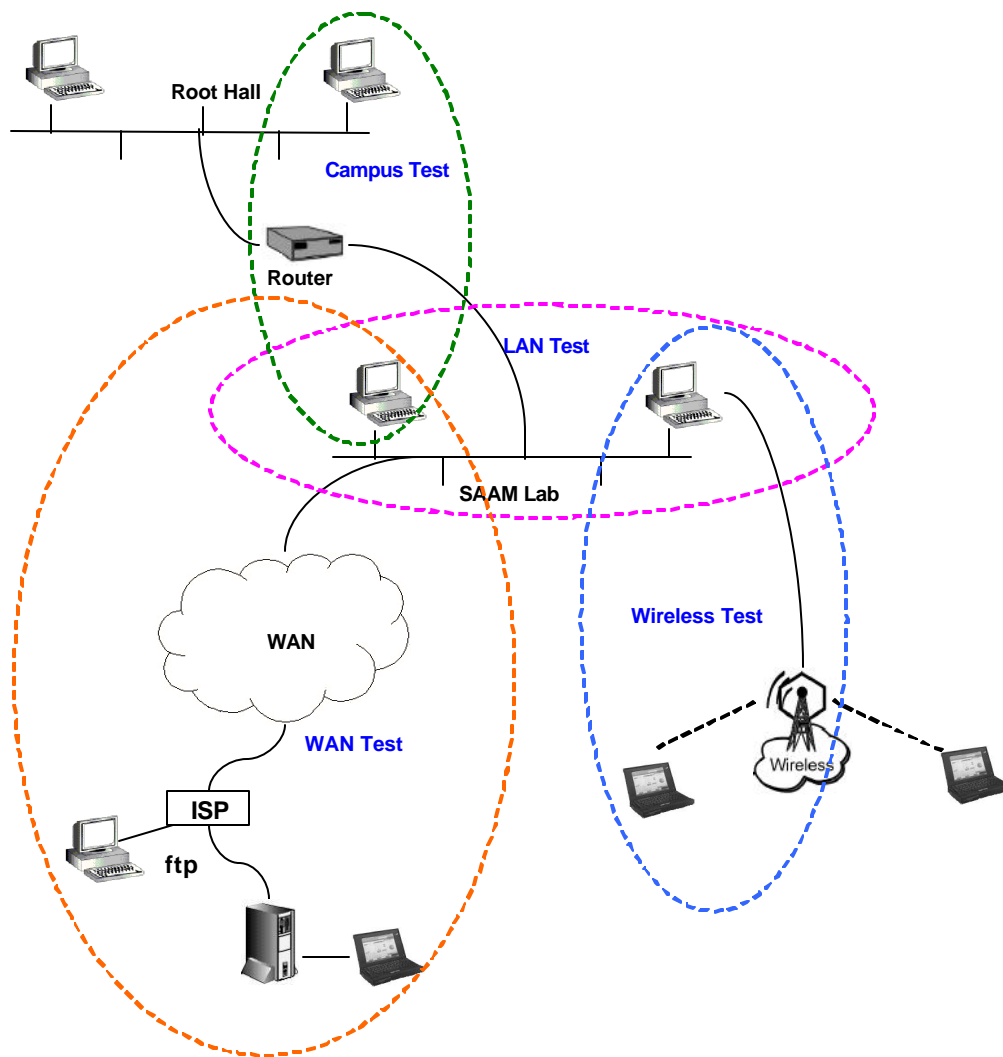 Root Hall
Campus Test
Router
LAN Test
SAAM Lab
Wireless Test
WAN
WAN Test
Wireless
ISP
ftp